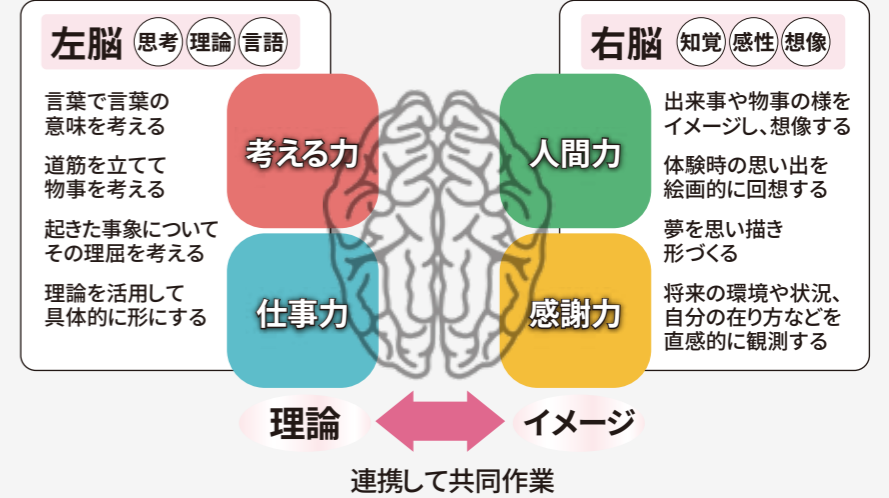 左脳 思考 理論 言語
言葉で言葉の
意味を考える
道筋を立てて
物事を考える
起きた事象について
その理屈を考える
理論を活用して
具体的に形にする
考える力
仕事力
人間力
感謝力
右脳 知覚 感性 想像
出来事や物事の様を
イメージし、想像する
体験時の思い出を
絵画的に回想する
夢を思い描き
形づくる
将来の環境や状況、
自分の在り方などを
直感的に観測する
理論
イメージ
連携して共同作業